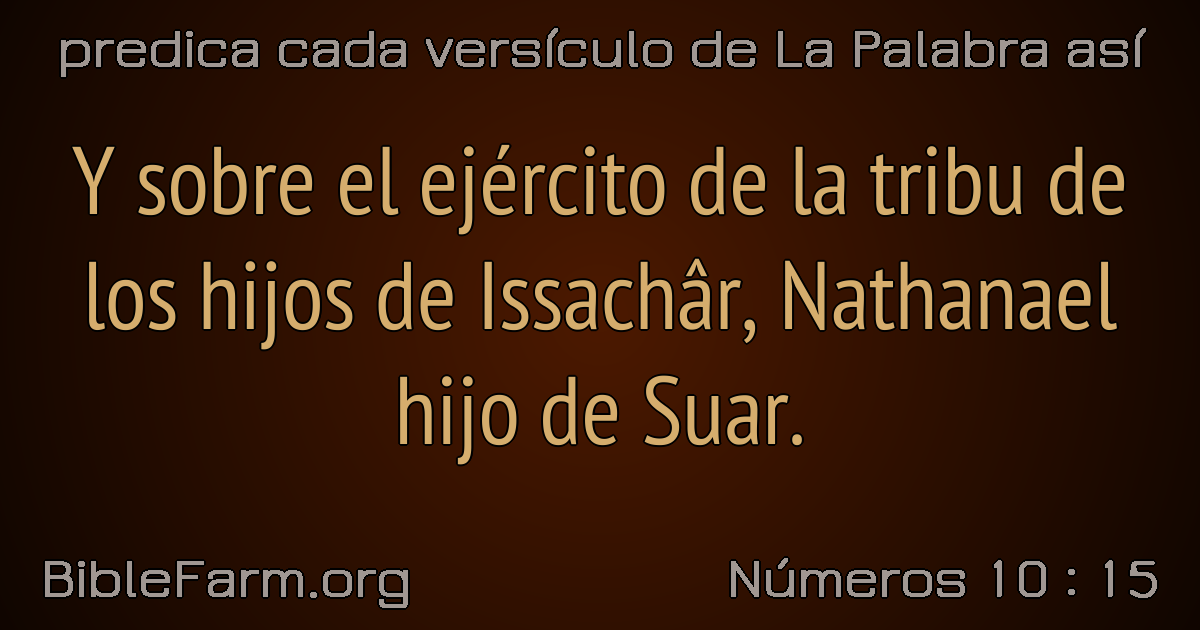 predica cada versículo de La Palabra así
Y sobre el ejército de la tribu de
los hijos de Issachâr, Nathanael
hijo de Suar.
BibleFarm.org
Números 10 : 15